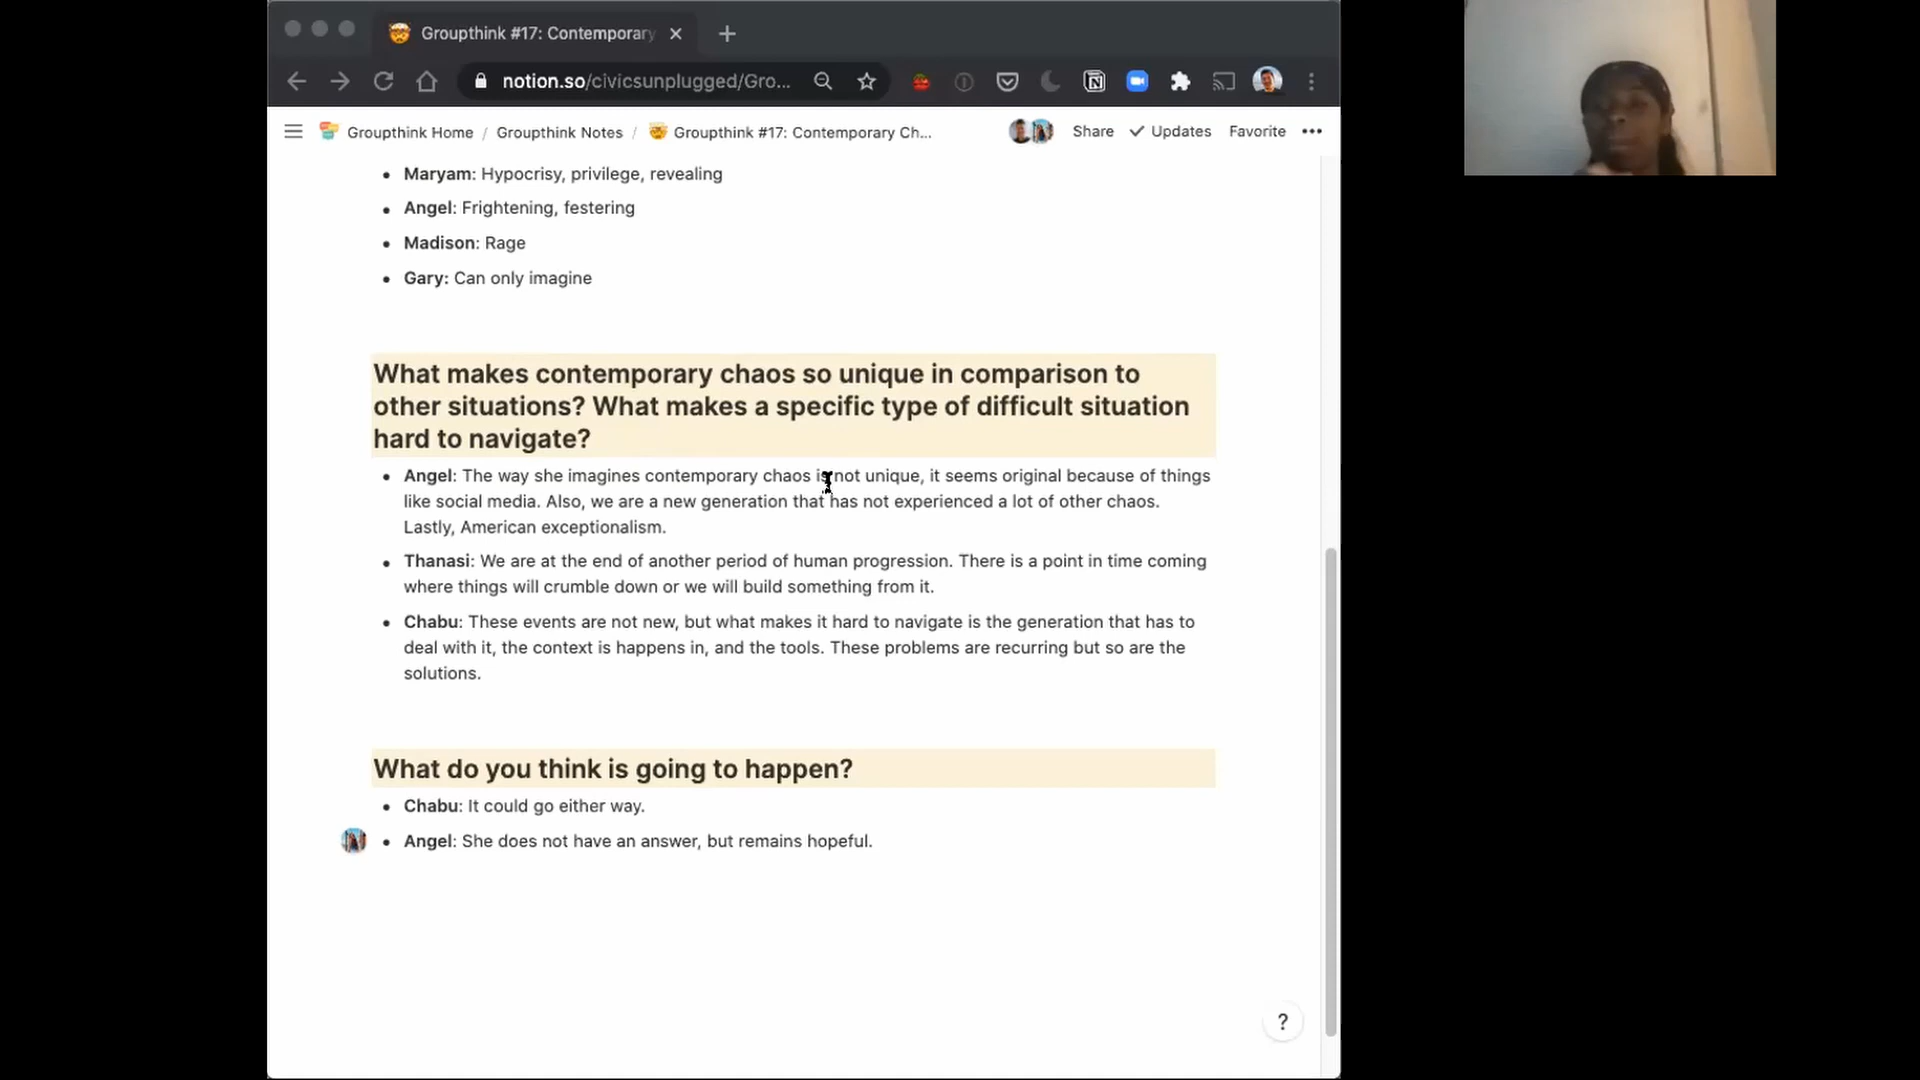 Groupthink #17: Contemporary
notion.so/civicsunplugged/Gro...
Groupthink Home / Groupthink Notes / Groupthink #17: Contemporary Ch... Share Updates Favorite
Maryam: Hypocrisy, privilege, revealing
Angel: Frightening, festering
Madison: Rage
Gary: Can only imagine
What makes contemporary chaos so unique in comparison to
other situations? What makes a specific type of difficult situation
hard to navigate?
Angel: The way she imagines contemporary chaos is not unique, it seems original because of things
like social media. Also, we are a new generation that has not experienced a lot of other chaos.
Lastly, American exceptionalism.
Thanasi: We are at the end of another period of human progression. There is a point in time coming
where things will crumble down or we will build something from it.
Chabu: These events are not new, but what makes it hard to navigate is the generation that has to
deal with it, the context is happens in, and the tools. These problems are recurring but so are the
solutions.
What do you think is going to happen?
Chabu: It could go either way.
Angel: She does not have an answer, but remains hopeful.
?